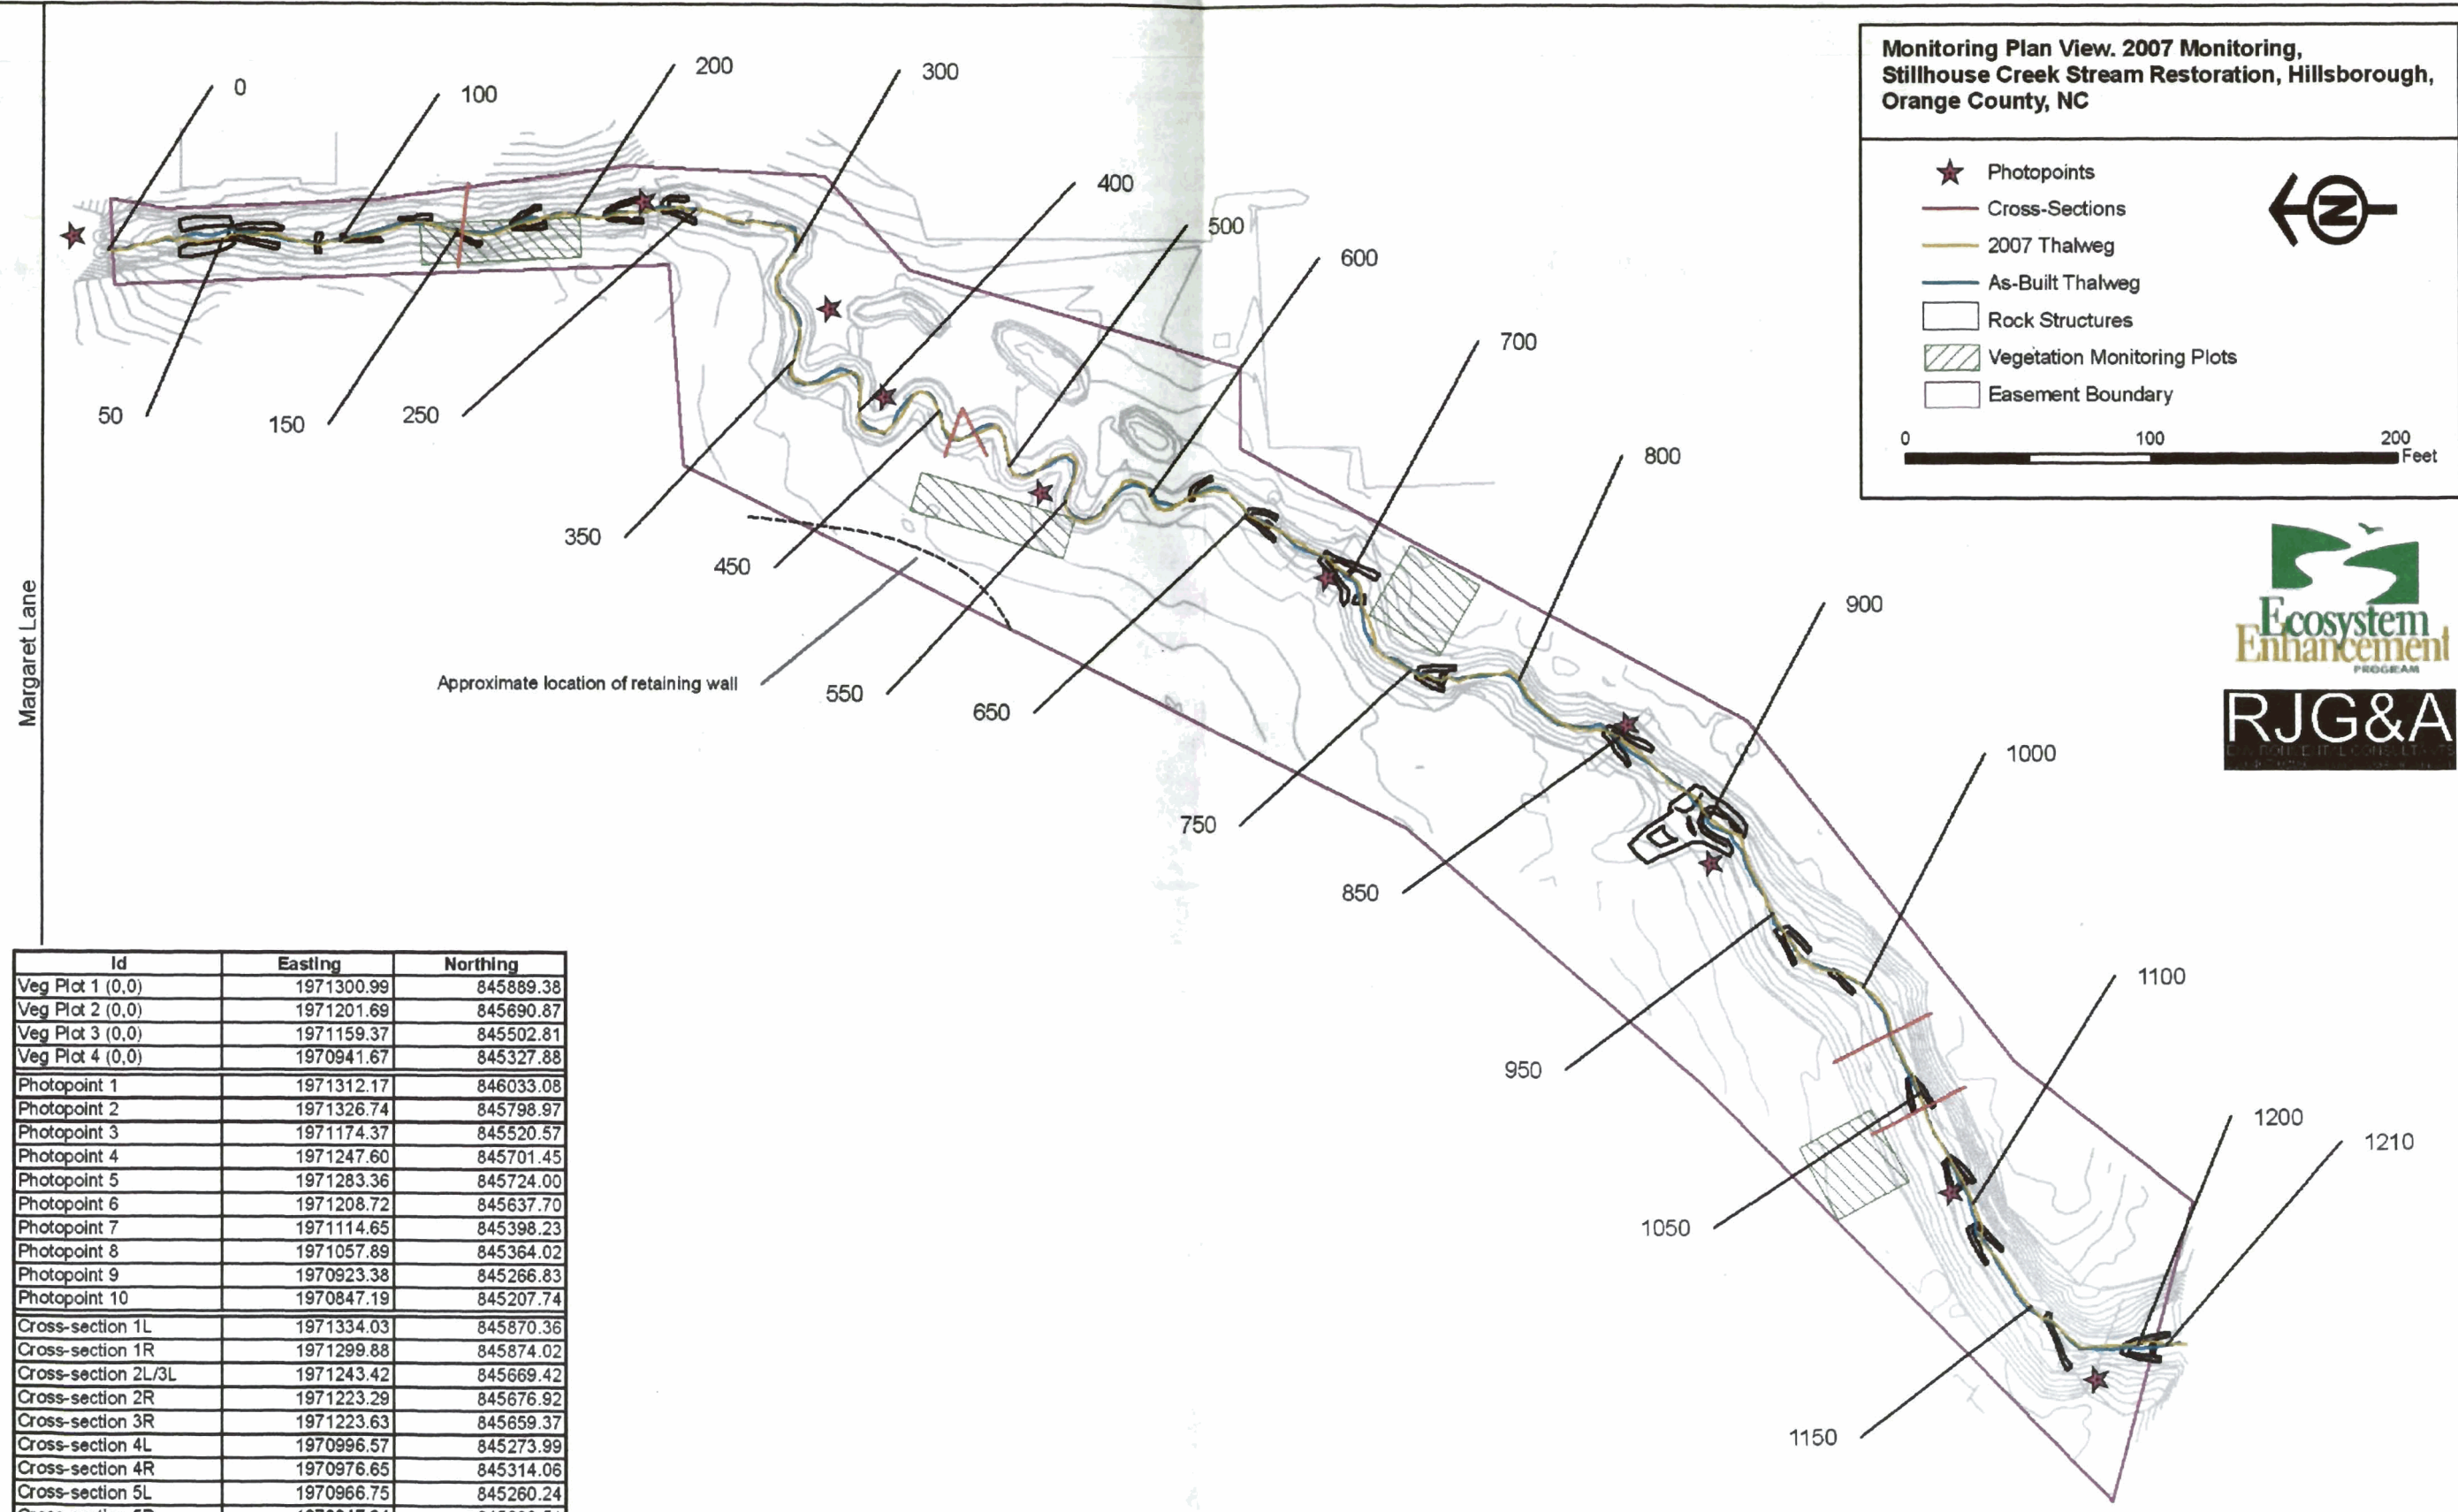 Monitoring Plan View. 2007 Monitoring,
Stillhouse Creek Stream Restoration, Hillsborough,
Orange County, NC
Photopoints
Cross-Sections
2007 Thalweg
As-Built Thalweg
Rock Structures
Vegetation Monitoring Plots
Easement Boundary
N
0 100 200
Feet
Ecosystem
Enhancement
PROGRAM
RJG&A
0
100
200
300
400
500
600
700
800
900
1000
1100
1200
1210
50
150
250
350
450
550
650
750
850
950
1050
1150
Approximate location of retaining wall
Margaret Lane
Id Easting Northing
Veg Plot 1 (0,0) 1971300.99 845889.38
Veg Plot 2 (0,0) 1971201.69 845690.87
Veg Plot 3 (0,0) 1971159.37 845502.81
Veg Plot 4 (0,0) 1970941.67 845327.88
Photopoint 1 1971312.17 846033.08
Photopoint 2 1971326.74 845798.97
Photopoint 3 1971174.37 845520.57
Photopoint 4 1971247.60 845701.45
Photopoint 5 1971283.36 845724.00
Photopoint 6 1971208.72 845637.70
Photopoint 7 1971114.65 845398.23
Photopoint 8 1971057.89 845364.02
Photopoint 9 1970923.38 845266.83
Photopoint 10 1970847.19 845207.74
Cross-section 1L 1971334.03 845870.36
Cross-section 1R 1971299.88 845874.02
Cross-section 2L/3L 1971243.42 845669.42
Cross-section 2R 1971223.29 845676.92
Cross-section 3R 1971223.63 845659.37
Cross-section 4L 1970996.57 845273.99
Cross-section 4R 1970976.65 845314.06
Cross-section 5L 1970966.75 845260.24